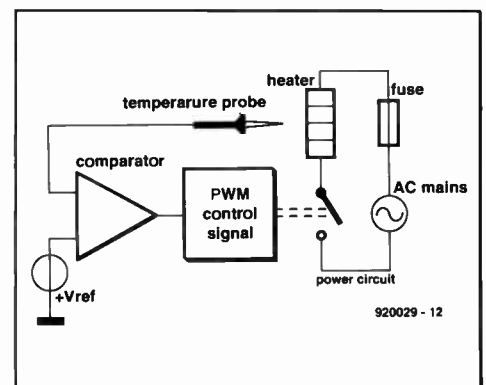 heater
fuse
temperarure probe
comparator
PWM
control
signal
AC mains
+Vref
power circuit
920029 - 12